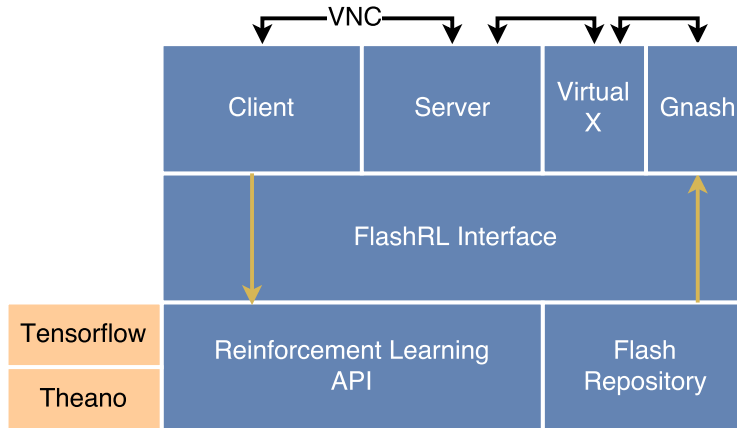 VNC
Client
Server
Virtual
X
Gnash
FlashRL Interface
Tensorflow
Theano
Reinforcement Learning
API
Flash
Repository